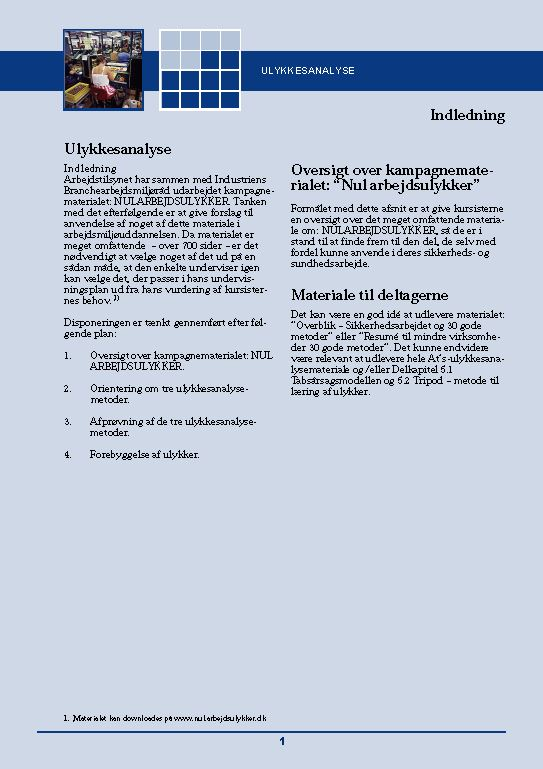 ULYKKESANALYSE
Indledning
Ulykkesanalyse
Indledning
Arbejdstilsynet har sammen med Industriens
Branchearbejdsmiljøråd udarbejdet kampagne-
materialet: NULARBEJDSULYKKER. Tanken
med det efterfølgende er at give forslag til
anvendelse av noget af dette materiale i
arbejdsmiljøuddannelsen. Da materialet er
meget omfattende – over 700 sider – er det
nødvendigt at vælge noget af det ud på en
sådan måde, at den enkelte underviser igen
kan vælge det, der passer i hans undervis-
ningsplan ud fra hans vurdering af kursister-
nes behov. 1)
Disponeringen er tænkt gennemført efter føl-
gende plan:
1. Oversigt over kampagnematerialet: NUL
ARBEJDSULYKKER.
2. Orientering om tre ulykkesanalyse-
metoder.
3. Afprøvning af de tre ulykkesanalyse-
metoder.
4. Forebyggelse af ulykker.
Oversigt over kampagnemate-
rialet: “Nul arbejdsulykker”
Formålet med dette afsnit er at give kursisterne
en oversigt over det meget omfattende materia-
le om: NULARBEJDSULYKKER, så de er i
stand til at finde frem til den del, de selv med
fordel kunne anvende i deres sikkerheds- og
sundhedsarbejde.
Materiale til deltagerne
Det kan være en god idé at udlevere materialet:
“Overblik – Sikkerhedsarbejdet og 30 gode
metoder” eller “Resumé til mindre virksomhe-
der 30 gode metoder”. Det kunne endvidere
være relevant at udlevere hele At’s-ulykkesana-
lysemateriale og/eller Delkapitel 5.1
Tabstrsagsmodellen og 5.2 Tripod – metode til
læring af ulykker.
1. Materialet kan downloades på www.nularbejdsulykker.dk
1